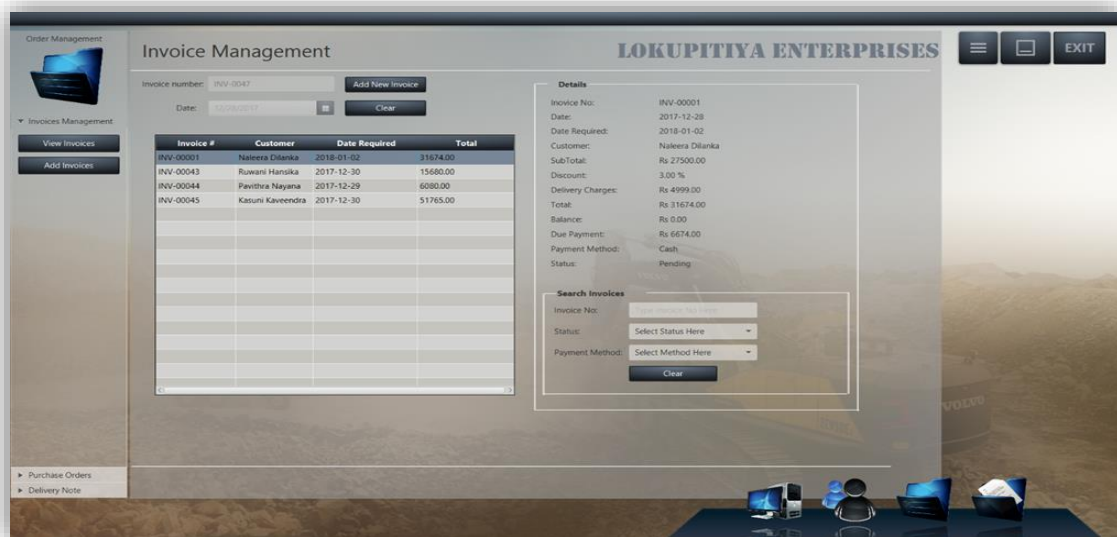 Order Management
Invoice Management
LOKUPITIYA ENTERPRISES
EXIT
Invoice number: INV-0047
Add New Invoice
Date:
Clear
Invoices Management
View Invoices
Add Invoices
Invoice # Customer Date Required Total
INV-00001 Naleera Dilanka 2018-01-02 31674.00
INV-00043 Ruwani Hansika 2017-12-30 15680.00
INV-00044 Pavithra Nayana 2017-12-29 6080.00
INV-00045 Kasuni Kaveendra 2017-12-30 51765.00
Details
Inovice No: INV-00001
Date: 2017-12-28
Date Required: 2018-01-02
Customer: Naleera Dilanka
SubTotal: Rs 27500.00
Discount: 3.00 %
Delivery Charges: Rs 4999.00
Total: Rs 31674.00
Balance: Rs 0.00
Due Payment: Rs 6674.00
Payment Method: Cash
Status: Pending
Search Invoices
Invoice No:
Status: Select Status Here
Payment Method: Select Method Here
Clear
VOLVO
VOLVO
Purchase Orders
Delivery Note